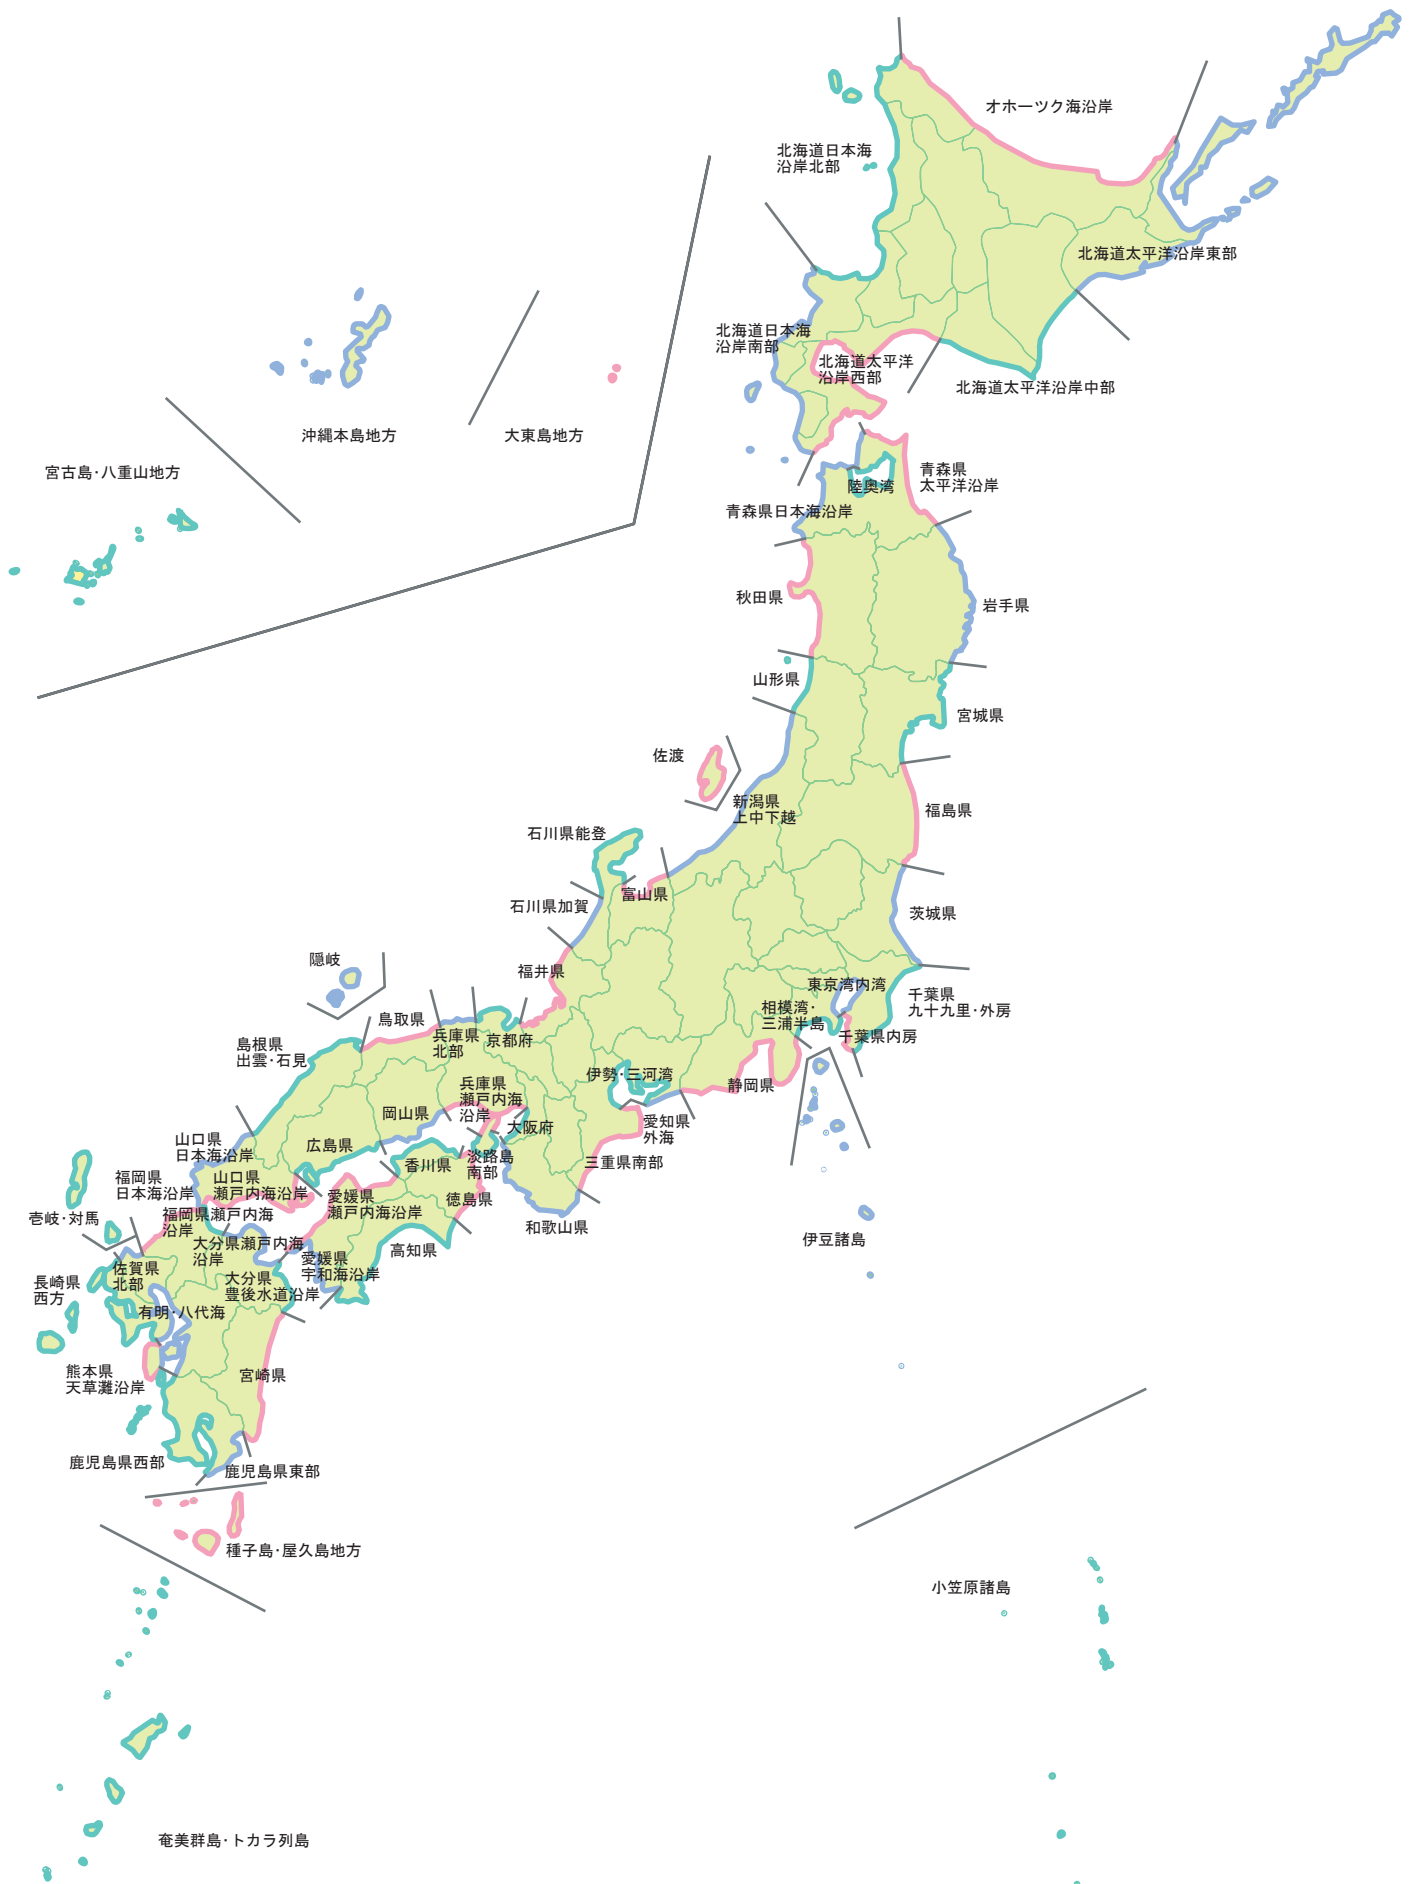 オホーツク海沿岸
北海道日本海
沿岸北部
北海道太平洋沿岸東部
北海道日本海
沿岸南部
北海道太平洋
沿岸西部
北海道太平洋沿岸中部
沖縄本島地方
大東島地方
宮古島・八重山地方
青森県
太平洋沿岸
陸奥湾
青森県日本海沿岸
秋田県
岩手県
山形県
宮城県
佐渡
新潟県
上中下越
福島県
石川県能登
富山県
石川県加賀
茨城県
隠岐
福井県
東京湾内湾
千葉県
九十九里・外房
相模湾・
三浦半島
千葉県内房
鳥取県
兵庫県
北部
京都府
島根県
出雲・石見
伊勢・三河湾
静岡県
兵庫県
瀬戸内海
沿岸
岡山県
大阪府
愛知県
外海
山口県
日本海沿岸
広島県
香川県
淡路島
南部
三重県南部
福岡県
日本海沿岸
山口県
瀬戸内海沿岸
愛媛県
瀬戸内海沿岸
徳島県
壱岐・対馬
福岡県瀬戸内海
沿岸
和歌山県
伊豆諸島
大分県瀬戸内海
沿岸
高知県
愛媛県
宇和海沿岸
佐賀県
北部
長崎県
西方
大分県
豊後水道沿岸
有明・八代海
熊本県
天草灘沿岸
宮崎県
鹿児島県西部
鹿児島県東部
種子島・屋久島地方
小笠原諸島
奄美群島・トカラ列島